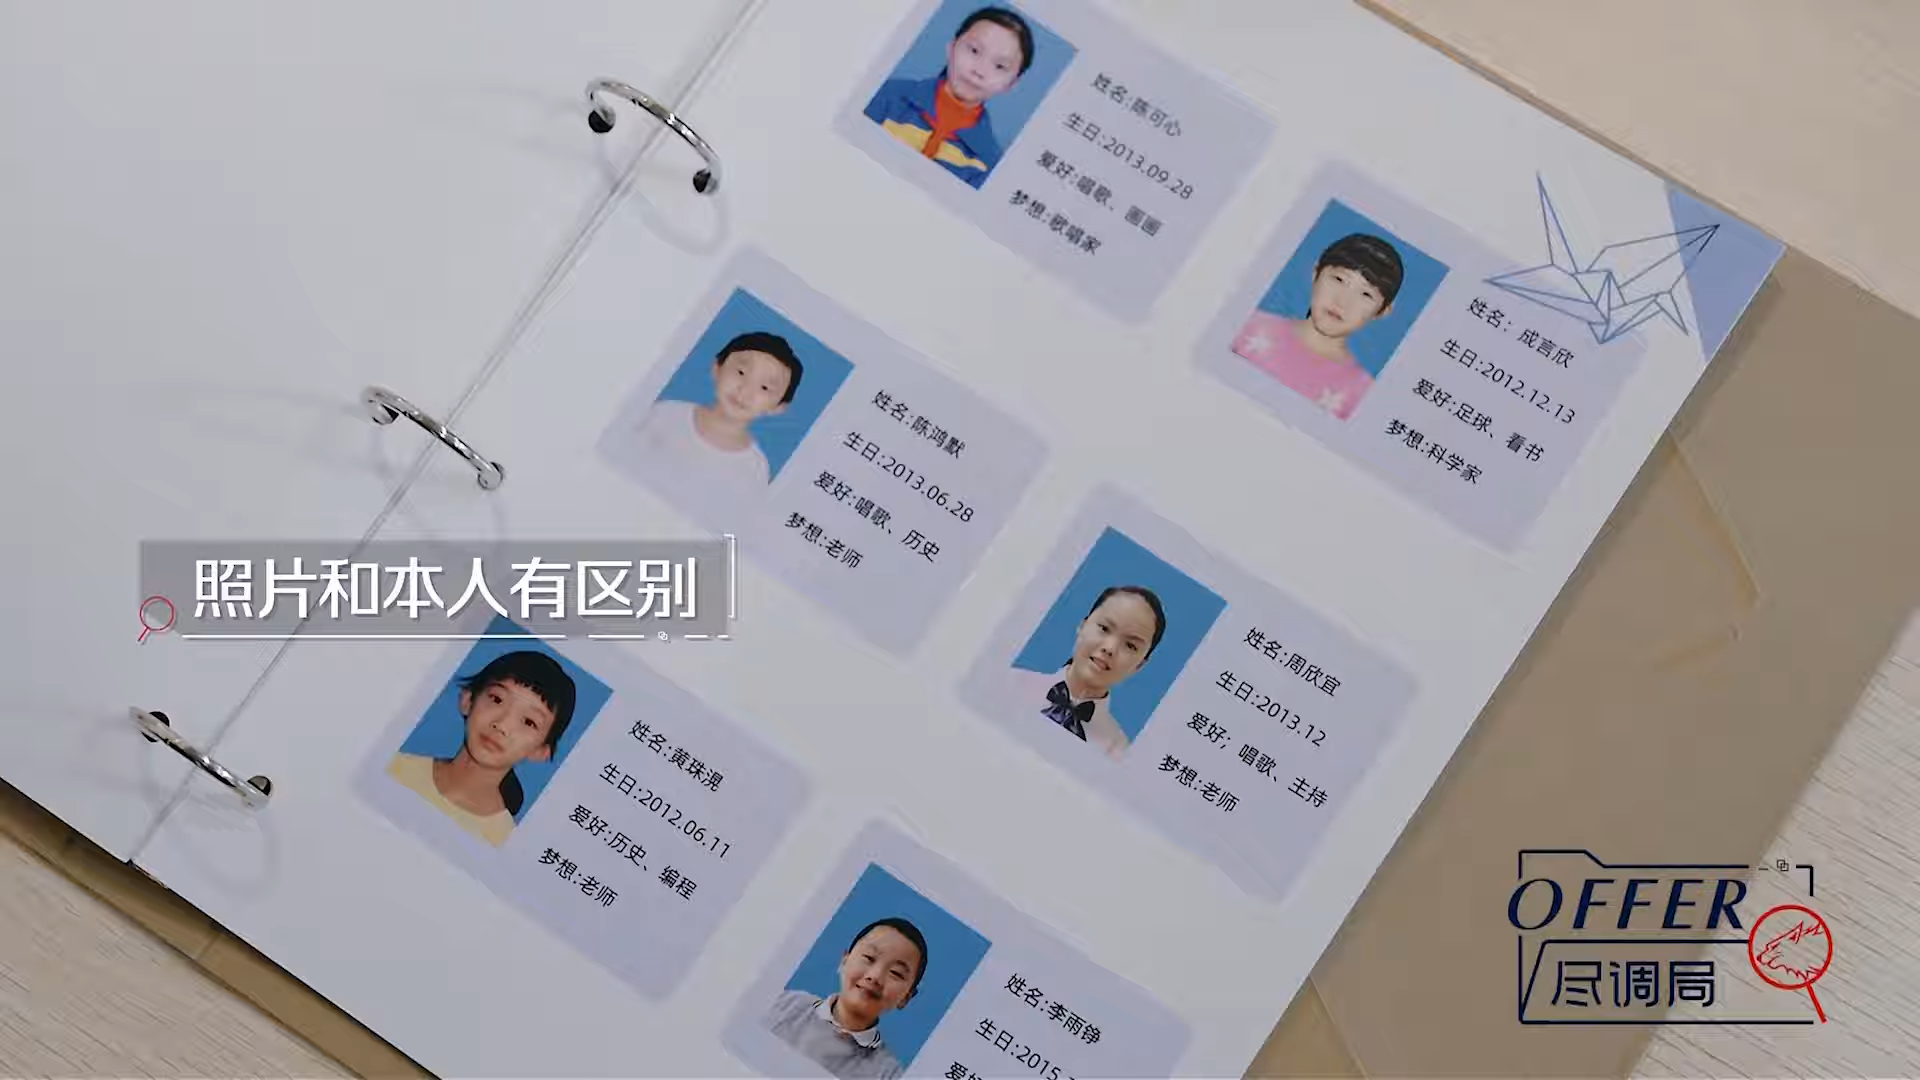 姓名:陈可心
生日:2013.09.28
爱好:唱歌、画画
梦想:歌唱家
姓名：成言欣
生日:2012.12.13
爱好:足球、看书
梦想:科学家
姓名:陈鸿默
生日:2013.06.28
爱好:唱歌、历史
梦想:老师
姓名:周欣宜
生日:2013.12
爱好；唱歌、主持
梦想:老师
照片和本人有区别
姓名:黄珠滉
生日:2012.06.11
爱好:历史、编程
梦想:老师
姓名:李雨铮
生日:2015.
爱好
OFFER
尽调局